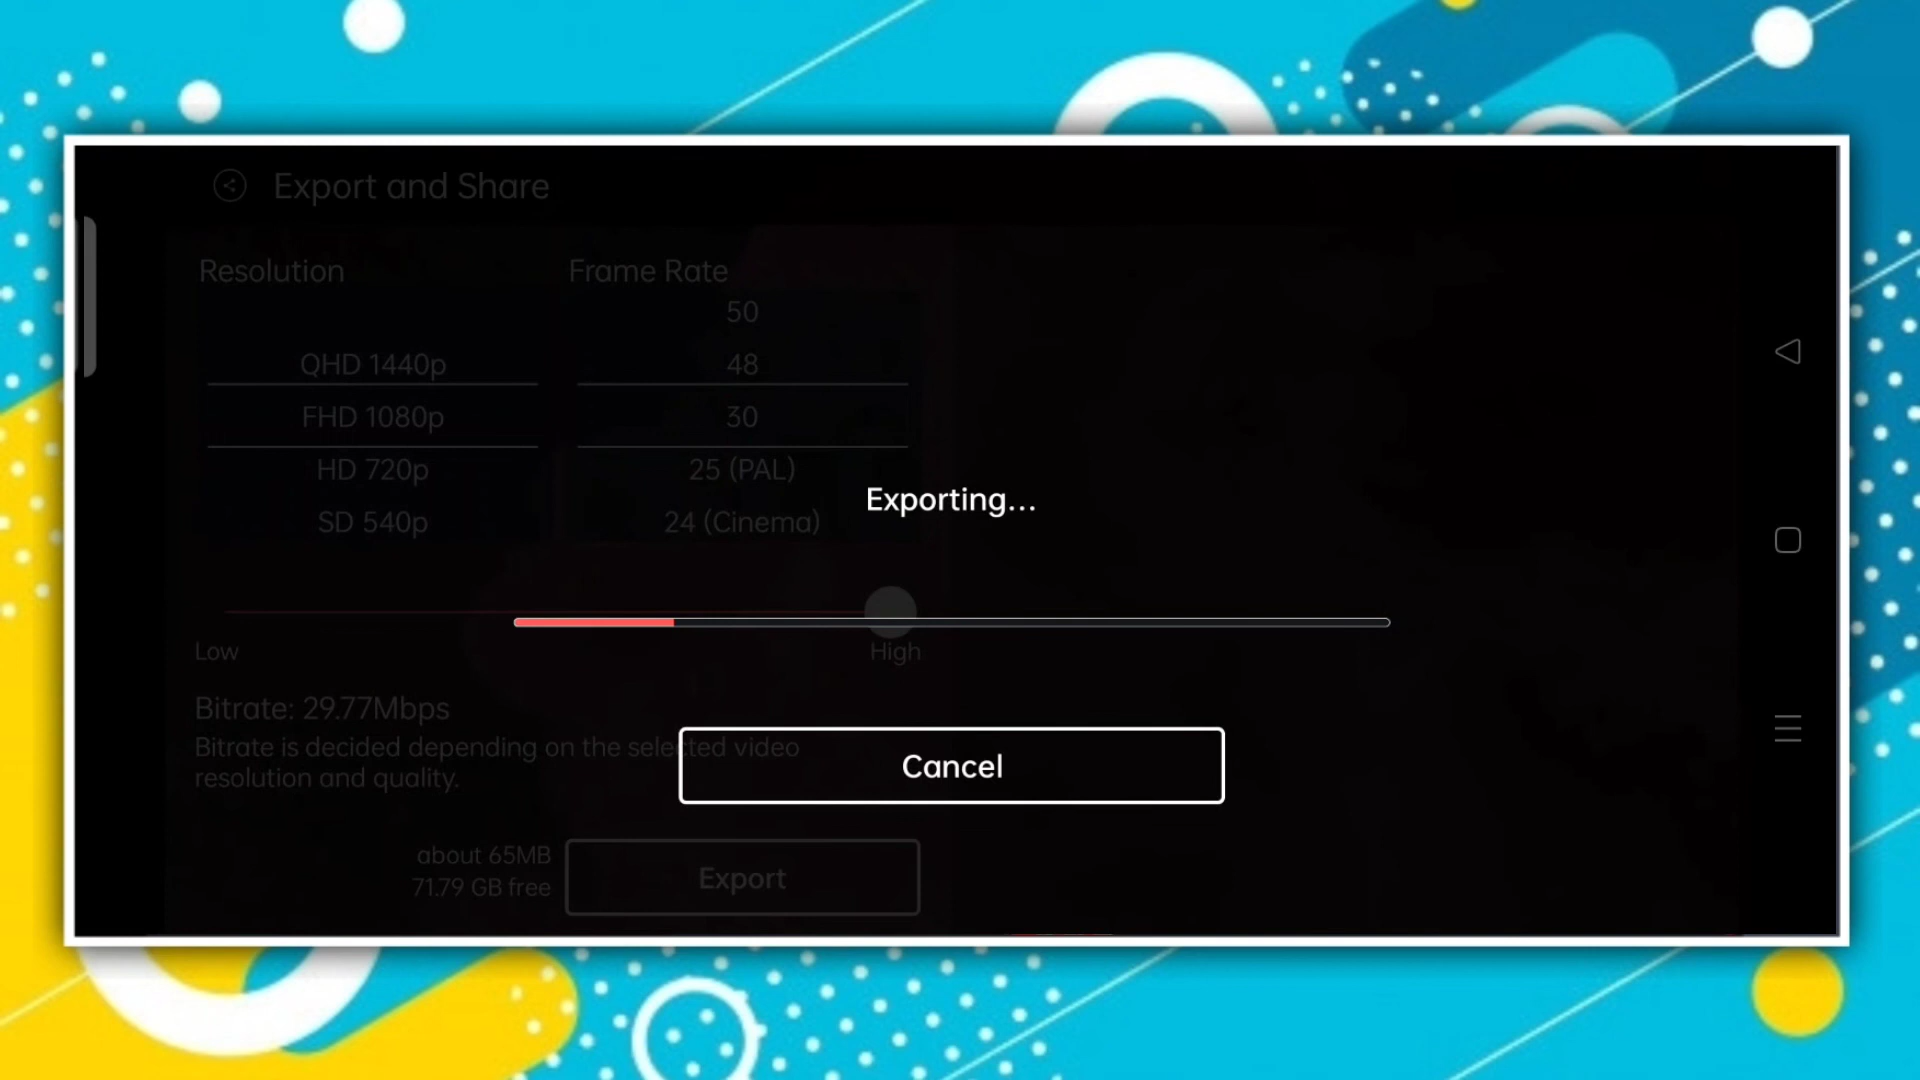 Export and Share
Resolution
Frame Rate
50
QHD 1440p
48
FHD 1080p
30
HD 720p
25 (PAL)
SD 540p
24 (Cinema)
Exporting...
Low
High
Bitrate: 29.77Mbps
Bitrate is decided depending on the selected video
resolution and quality.
Cancel
about 65MB
71.79 GB free
Export